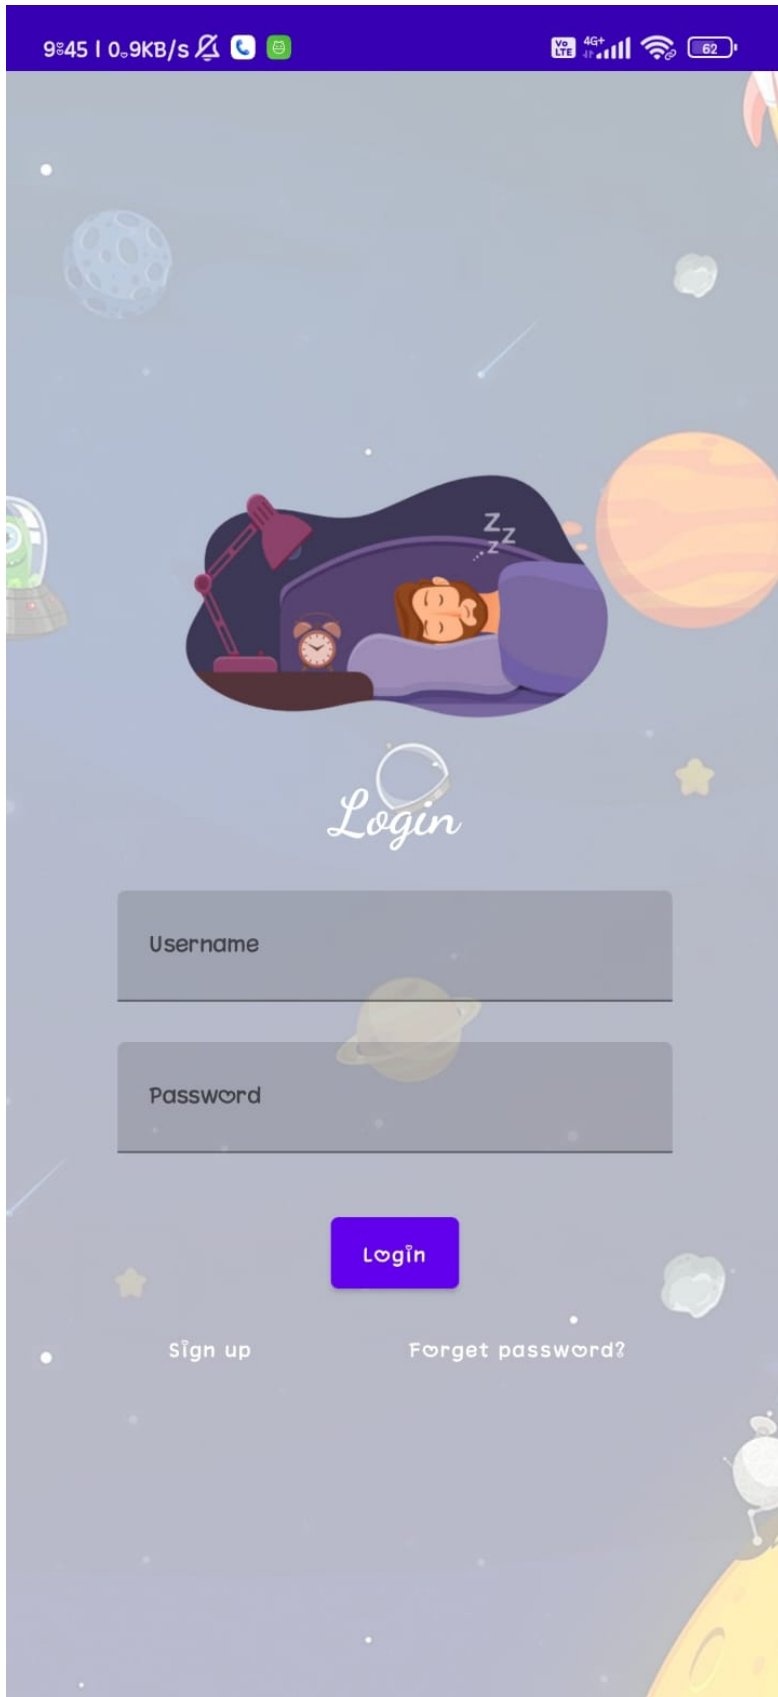 9:45 | 0.9KB/s
Vo LTE 4G+ 62
Z Z Z
Login
Username
Password
Login
Sign up Forget password?